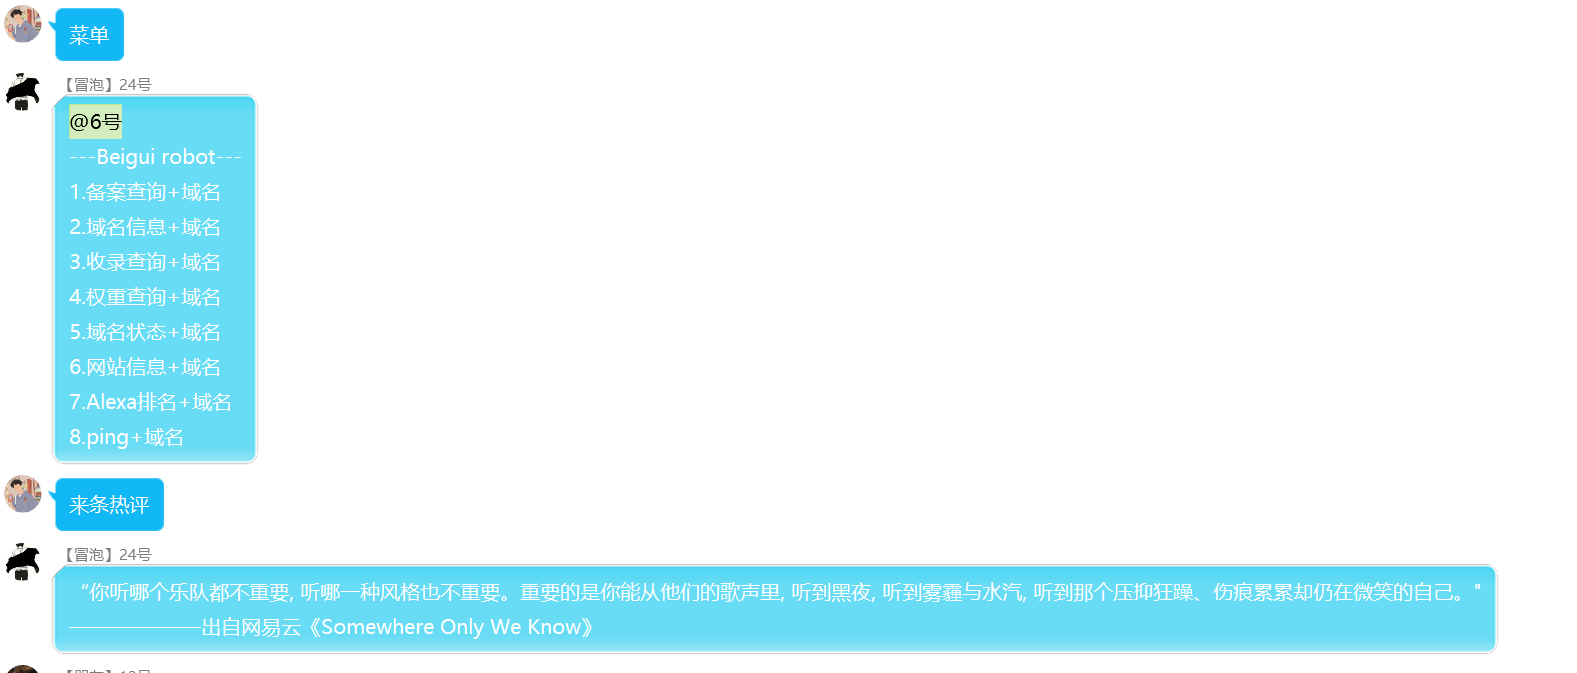 菜单
【冒泡】24号
@6号
---Beigui robot---
1.备案查询+域名
2.域名信息+域名
3.收录查询+域名
4.权重查询+域名
5.域名状态+域名
6.网站信息+域名
7.Alexa排名+域名
8.ping+域名
来条热评
【冒泡】24号
“你听哪个乐队都不重要, 听哪一种风格也不重要。重要的是你能从他们的歌声里, 听到黑夜, 听到雾霾与水汽, 听到那个压抑狂躁、伤痕累累却仍在微笑的自己。"
——————出自网易云《Somewhere Only We Know》